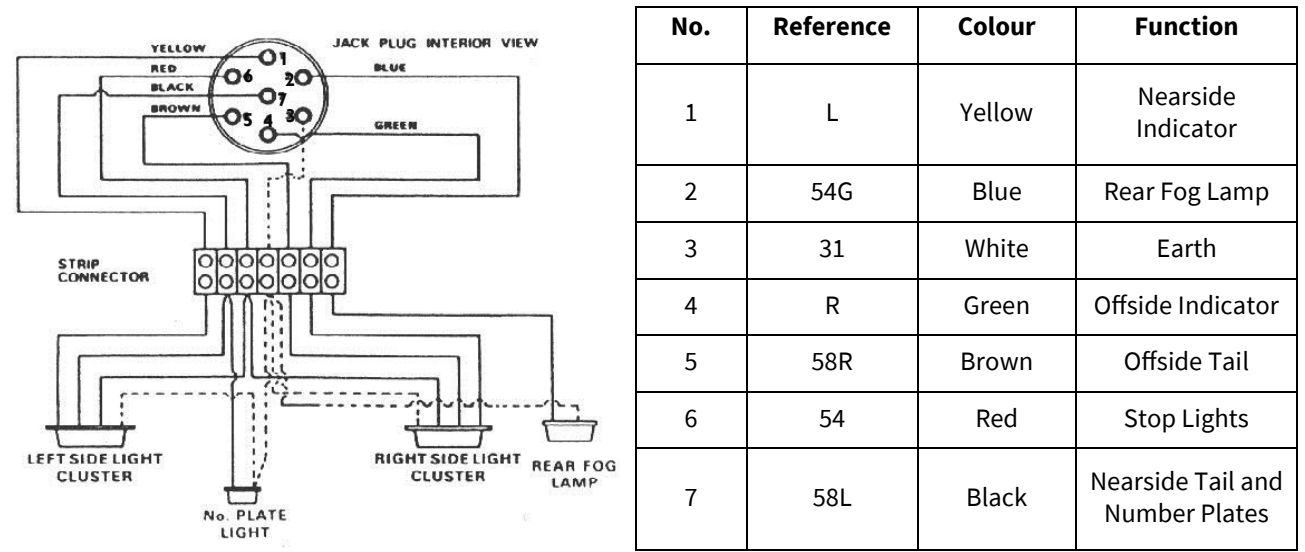 JACK PLUG INTERIOR VIEW
YELLOW
RED
BLACK
BROWN
BLUE
GREEN
1
6
2
7
5
4
3
STRIP
CONNECTOR
LEFT SIDE LIGHT
CLUSTER
RIGHT SIDE LIGHT
CLUSTER
REAR FOG
LAMP
No. PLATE
LIGHT
No. Reference Colour Function
1 L Yellow Nearside
Indicator
2 54G Blue Rear Fog Lamp
3 31 White Earth
4 R Green Offside Indicator
5 58R Brown Offside Tail
6 54 Red Stop Lights
7 58L Black Nearside Tail and
Number Plates